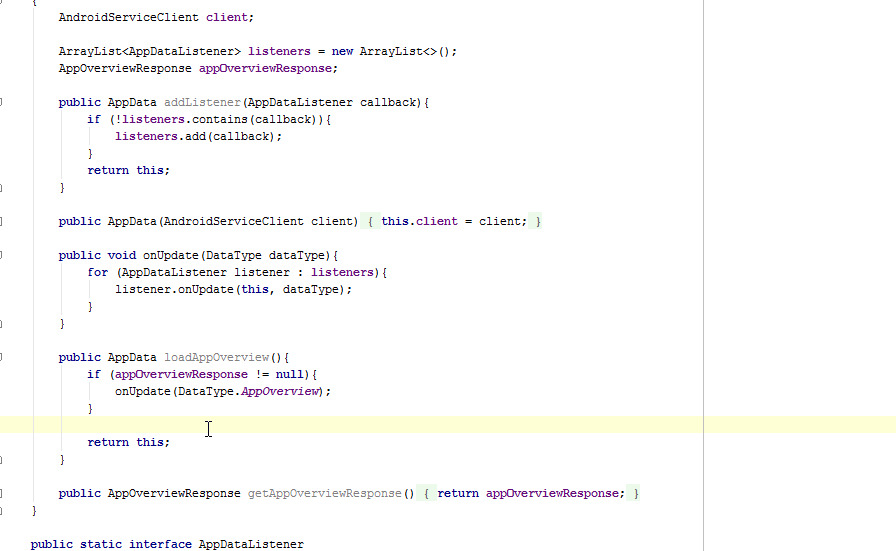 {
AndroidServiceClient client;
ArrayList<AppDataListener> listeners = new ArrayList<>();
AppOverviewResponse appOverviewResponse;
public AppData addListener(AppDataListener callback){
if (!listeners.contains(callback)){
listeners.add(callback);
}
return this;
}
public AppData(AndroidServiceClient client) { this.client = client; }
public void onUpdate(DataType dataType){
for (AppDataListener listener : listeners){
listener.onUpdate(this, dataType);
}
}
public AppData loadAppOverview(){
if (appOverviewResponse != null){
onUpdate(DataType.AppOverview);
}
return this;
}
public AppOverviewResponse getAppOverviewResponse() { return appOverviewResponse; }
}
public static interface AppDataListener